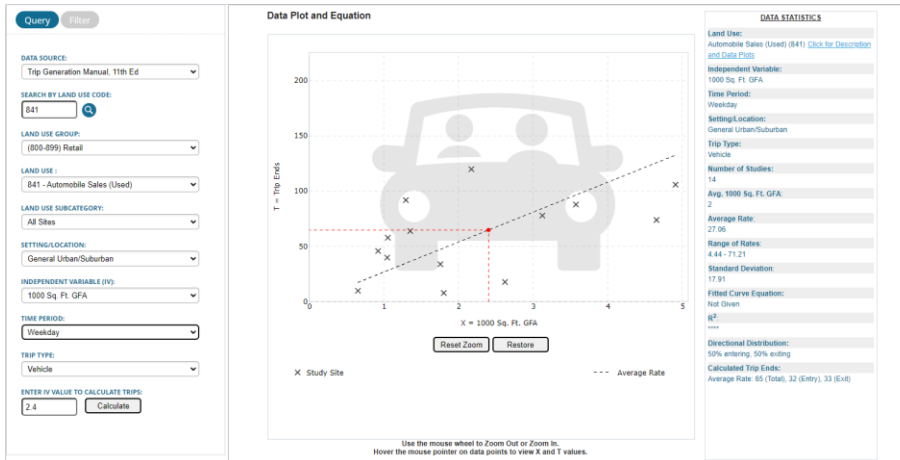 Query
Filter
DATA SOURCE:
Trip Generation Manual, 11th Ed
SEARCH BY LAND USE CODE:
841
LAND USE GROUP:
(800-899) Retail
LAND USE :
841 - Automobile Sales (Used)
LAND USE SUBCATEGORY:
All Sites
SETTING/LOCATION:
General Urban/Suburban
INDEPENDENT VARIABLE (IV):
1000 Sq. Ft. GFA
TIME PERIOD:
Weekday
TRIP TYPE:
Vehicle
ENTER IV VALUE TO CALCULATE TRIPS:
2.4
Calculate
Data Plot and Equation
200
150
100
50
0
0 1 2 3 4 5
T = Trip Ends
X = 1000 Sq. Ft. GFA
Reset Zoom
Restore
Study Site
Average Rate
Use the mouse wheel to Zoom Out or Zoom In.
Hover the mouse pointer on data points to view X and T values.
DATA STATISTICS
Land Use:
Automobile Sales (Used) (841) Click for Description
and Data Plots
Independent Variable:
1000 Sq. Ft. GFA
Time Period:
Weekday
Setting/Location:
General Urban/Suburban
Trip Type:
Vehicle
Number of Studies:
14
Avg. 1000 Sq. Ft. GFA:
2
Average Rate:
27.06
Range of Rates:
4.44 - 71.21
Standard Deviation:
17.91
Fitted Curve Equation:
Not Given
R²:
****
Directional Distribution:
50% entering, 50% exiting
Calculated Trip Ends:
Average Rate: 65 (Total), 32 (Entry), 33 (Exit)